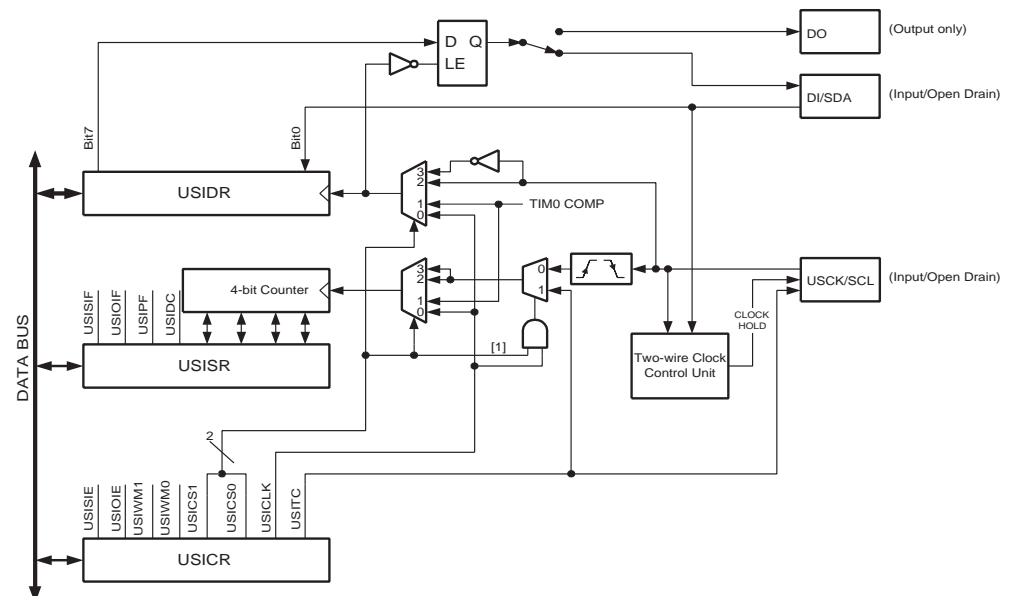 DO
(Output only)
D Q
LE
DI/SDA
(Input/Open Drain)
Bit7
Bit0
USIDR
3
2
1
0
TIM0 COMP
4-bit Counter
3
2
1
0
0
1
USCK/SCL
(Input/Open Drain)
CLOCK
HOLD
USISIF
USIOIF
USIPF
USIDC
USISR
[1]
Two-wire Clock
Control Unit
DATA BUS
2
USISIE
USIOIE
USIWM1
USIWM0
USICS1
USICS0
USICLK
USITC
USICR